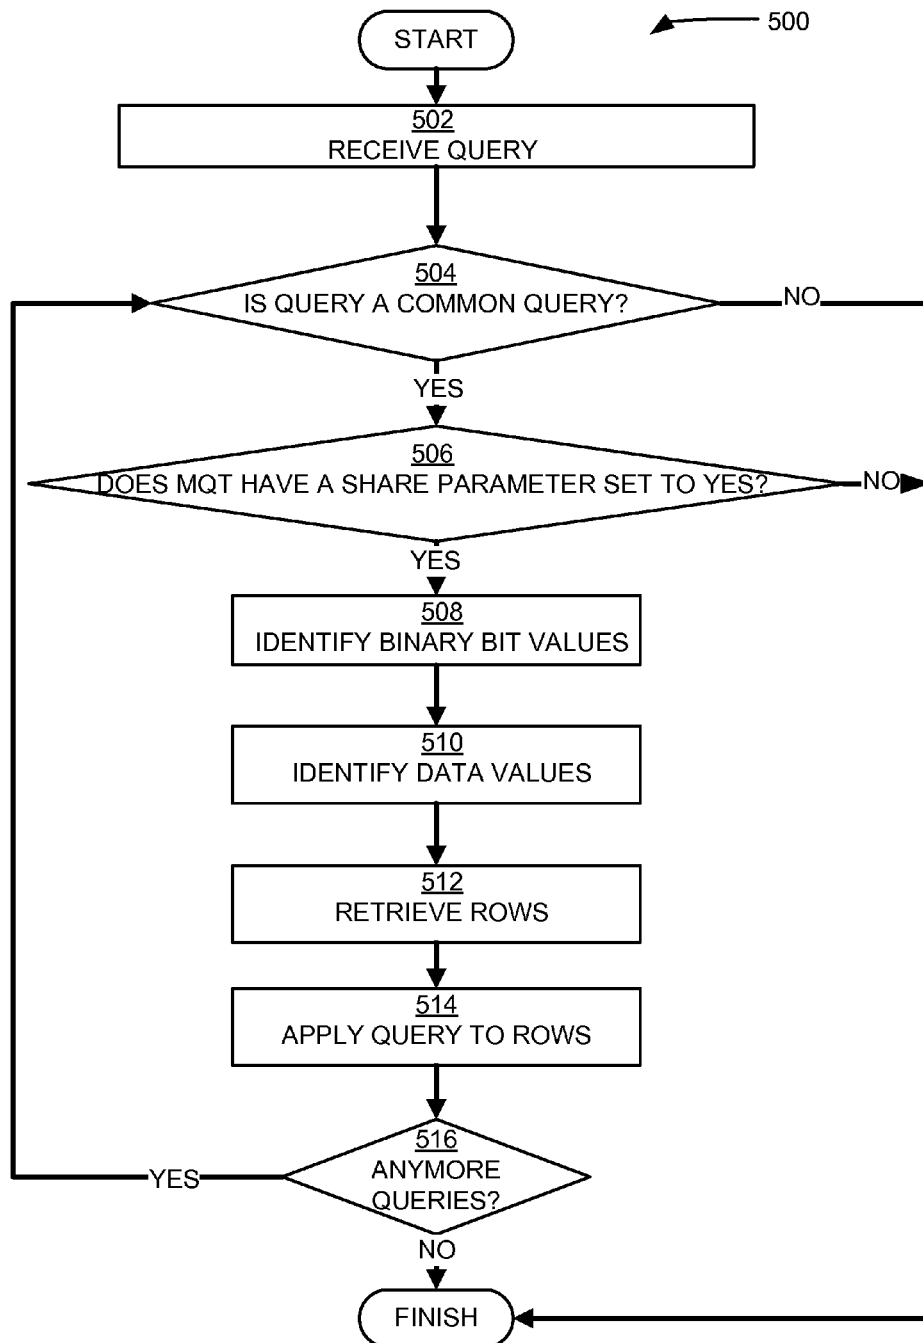 START
500
502
RECEIVE QUERY
504
IS QUERY A COMMON QUERY?
NO
YES
506
DOES MQT HAVE A SHARE PARAMETER SET TO YES?
NO
YES
508
IDENTIFY BINARY BIT VALUES
510
IDENTIFY DATA VALUES
512
RETRIEVE ROWS
514
APPLY QUERY TO ROWS
516
ANYMORE
QUERIES?
YES
NO
FINISH